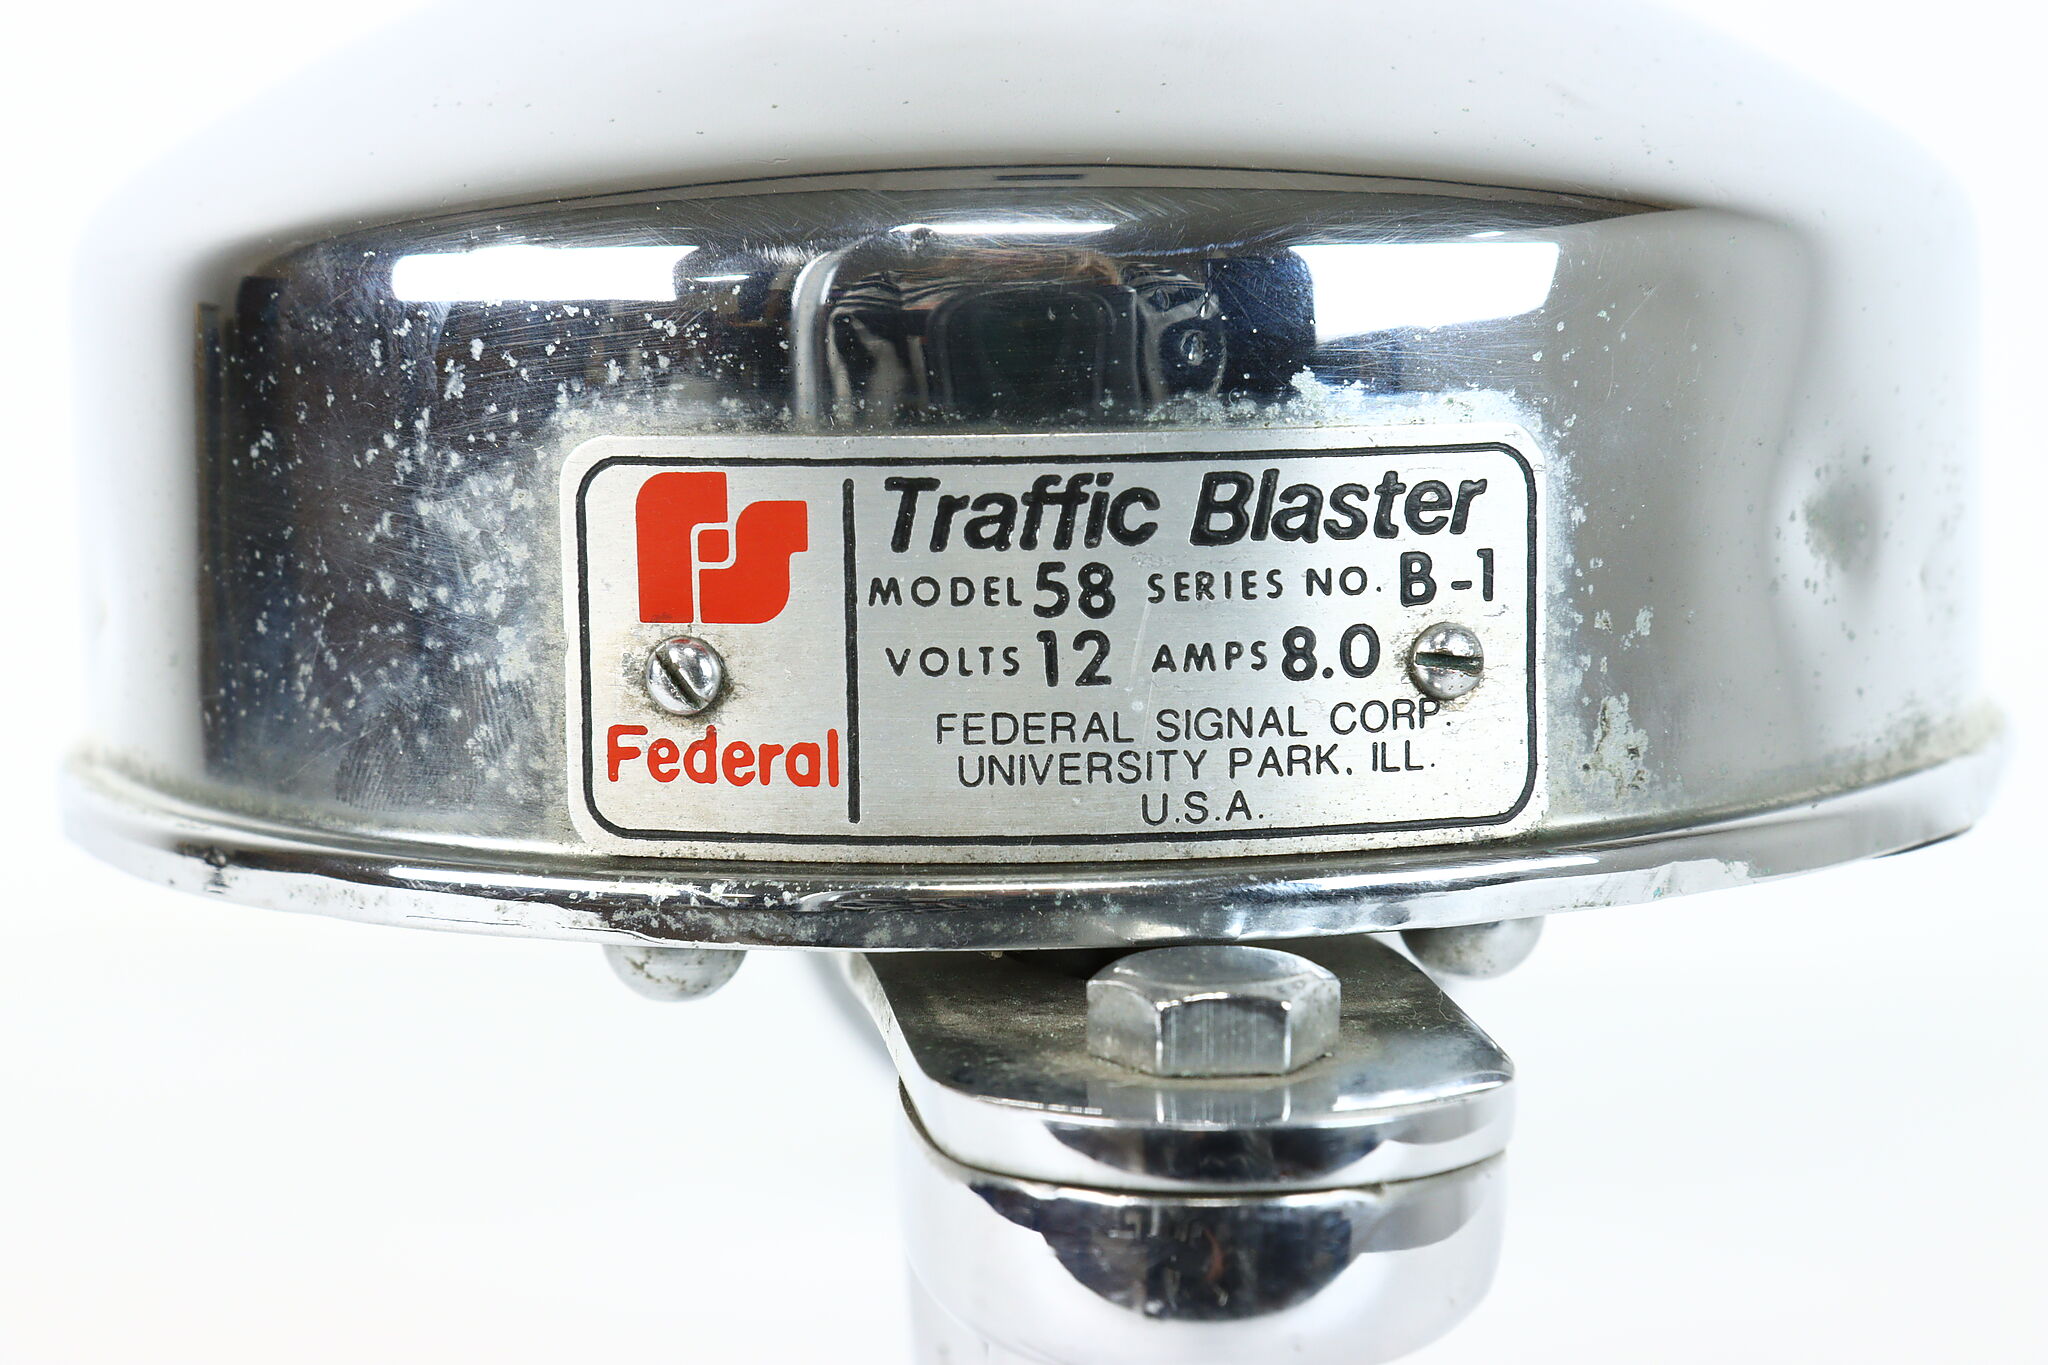 FS
Federal
Traffic Blaster
MODEL 58 SERIES NO. B-1
VOLTS 12 AMPS 8.0
FEDERAL SIGNAL CORP.
UNIVERSITY PARK, ILL.
U.S.A.